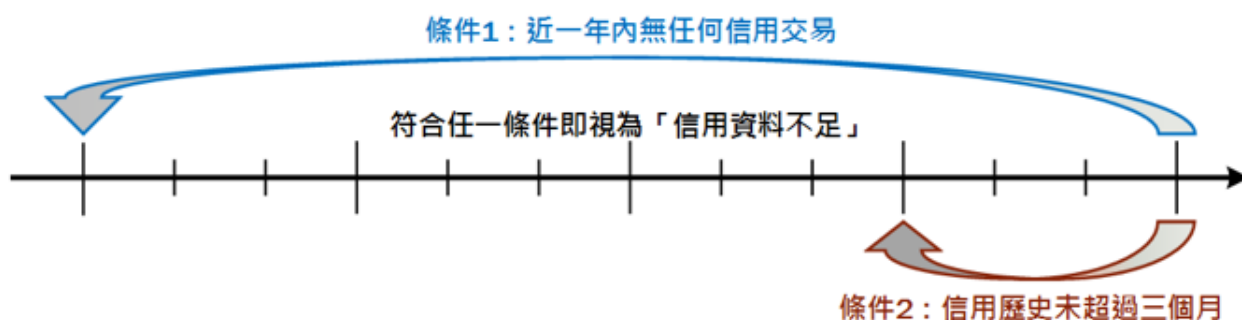 條件1：近一年內無任何信用交易
符合任一條件即視為「信用資料不足」
條件2：信用歷史未超過三個月